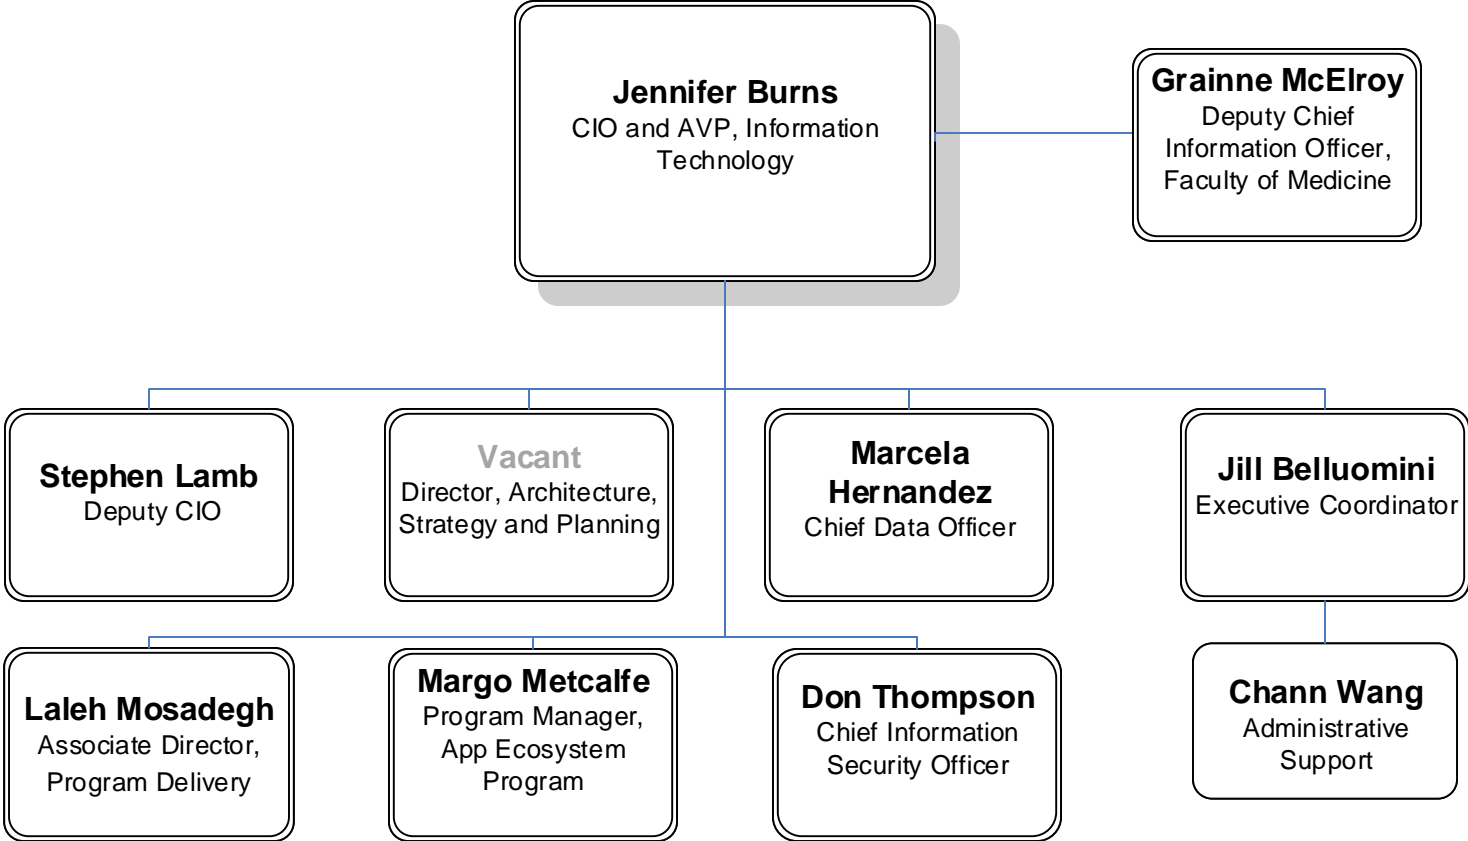 Jennifer Burns
CIO and AVP, Information
Technology
Grainne McElroy
Deputy Chief
Information Officer,
Faculty of Medicine
Stephen Lamb
Deputy CIO
Vacant
Director, Architecture,
Strategy and Planning
Marcela
Hernandez
Chief Data Officer
Jill Belluomini
Executive Coordinator
Laleh Mosadegh
Associate Director,
Program Delivery
Margo Metcalfe
Program Manager,
App Ecosystem
Program
Don Thompson
Chief Information
Security Officer
Chann Wang
Administrative
Support